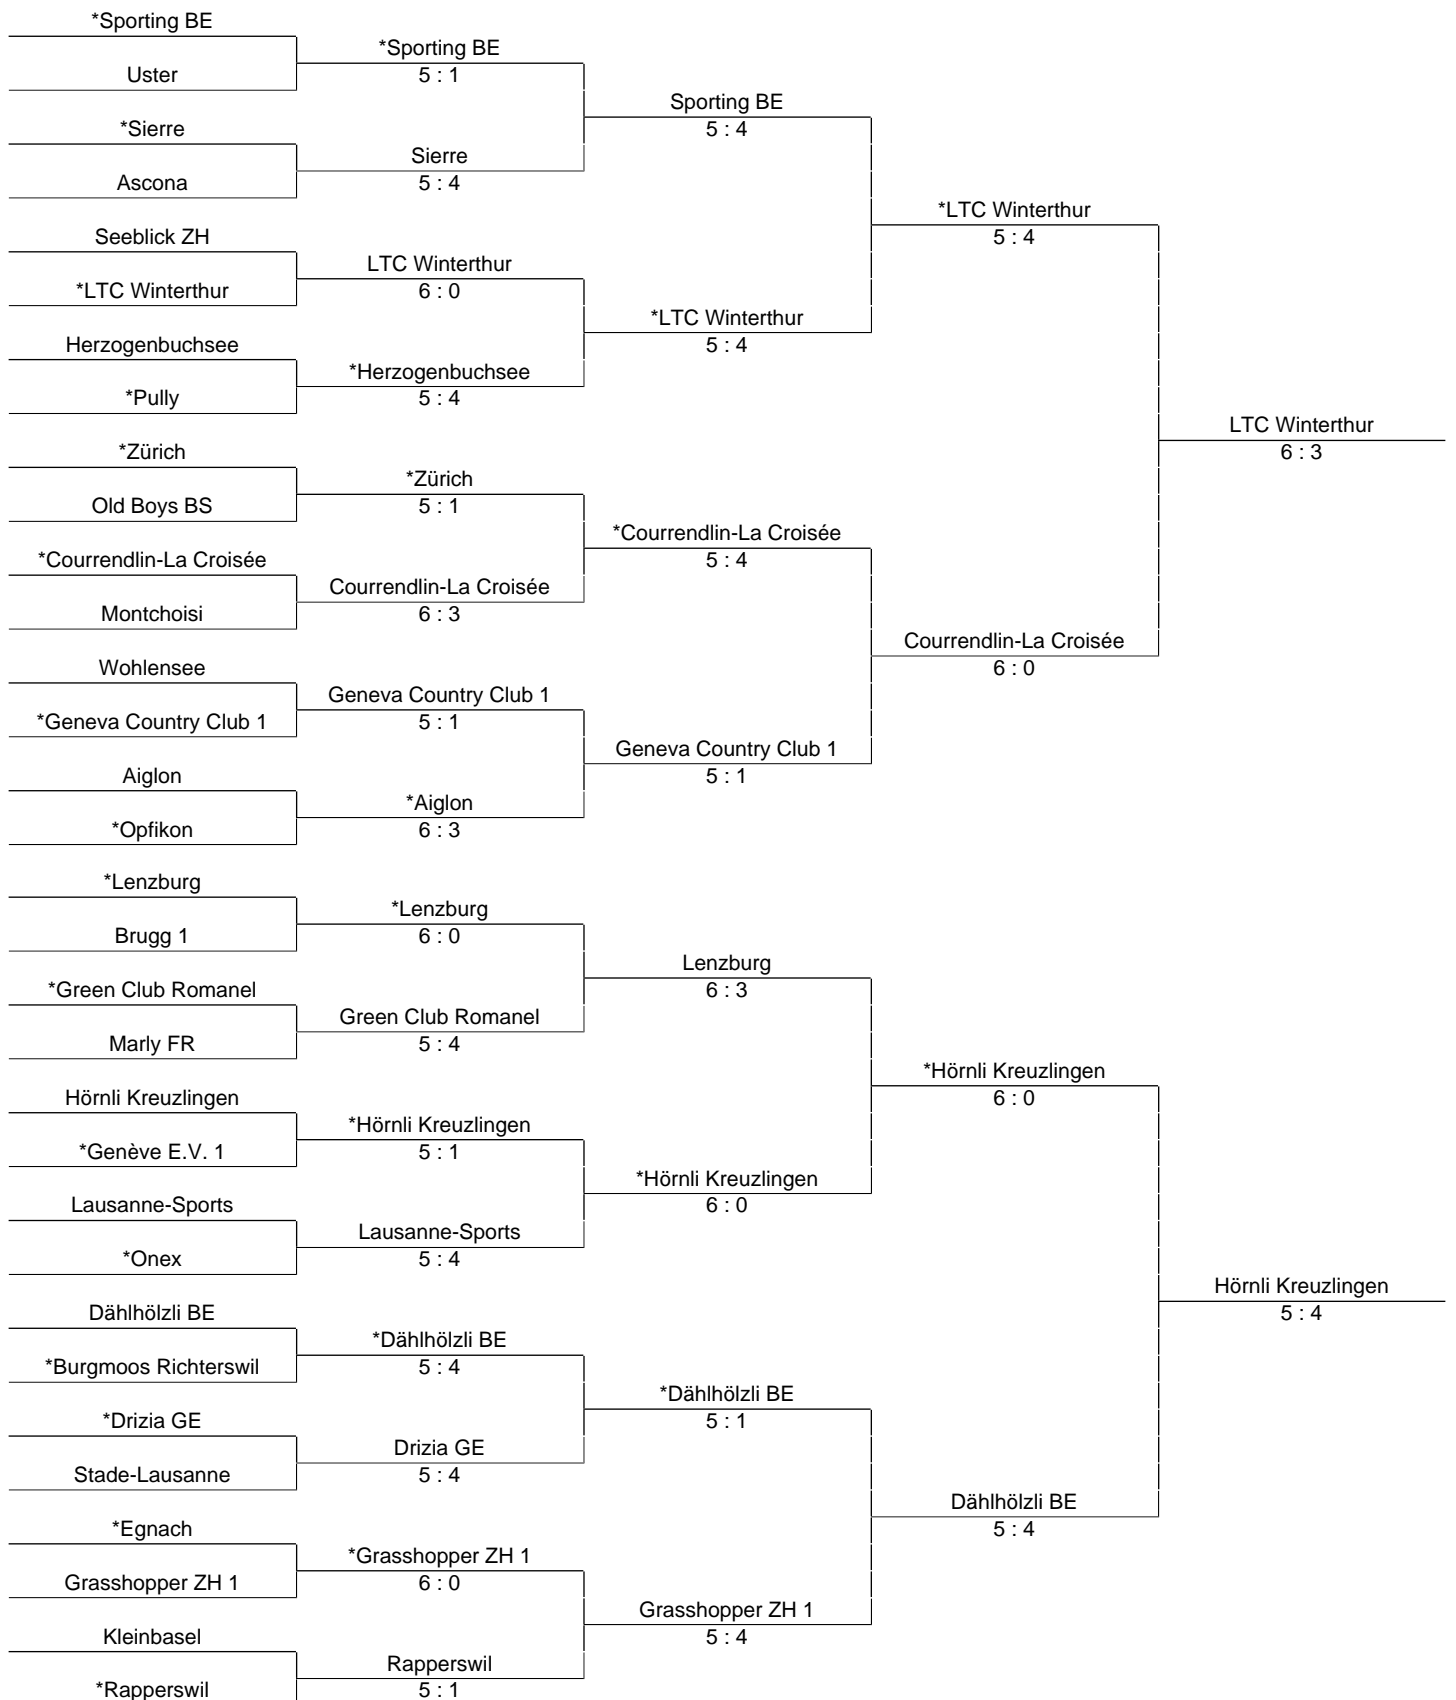 *Sporting BE
Uster
*Sierre
Ascona
Seeblick ZH
*LTC Winterthur
Herzogenbuchsee
*Pully
*Zürich
Old Boys BS
*Courrendlin-La Croisée
Montchoisi
Wohlensee
*Geneva Country Club 1
Aiglon
*Opfikon
*Lenzburg
Brugg 1
*Green Club Romanel
Marly FR
Hörnli Kreuzlingen
*Genève E.V. 1
Lausanne-Sports
*Onex
Dählhölzli BE
*Burgmoos Richterswil
*Drizia GE
Stade-Lausanne
*Egnach
Grasshopper ZH 1
Kleinbasel
*Rapperswil
*Sporting BE
5 : 1
Sierre
5 : 4
LTC Winterthur
6 : 0
*Herzogenbuchsee
5 : 4
*Zürich
5 : 1
Courrendlin-La Croisée
6 : 3
Geneva Country Club 1
5 : 1
*Aiglon
6 : 3
*Lenzburg
6 : 0
Green Club Romanel
5 : 4
*Hörnli Kreuzlingen
5 : 1
Lausanne-Sports
5 : 4
*Dählhölzli BE
5 : 4
Drizia GE
5 : 4
*Grasshopper ZH 1
6 : 0
Rapperswil
5 : 1
Sporting BE
5 : 4
*LTC Winterthur
5 : 4
*Courrendlin-La Croisée
5 : 4
Geneva Country Club 1
5 : 1
Lenzburg
6 : 3
*Hörnli Kreuzlingen
6 : 0
*Dählhölzli BE
5 : 1
Grasshopper ZH 1
5 : 4
*LTC Winterthur
5 : 4
Courrendlin-La Croisée
6 : 0
*Hörnli Kreuzlingen
6 : 0
Dählhölzli BE
5 : 4
LTC Winterthur
6 : 3
Hörnli Kreuzlingen
5 : 4